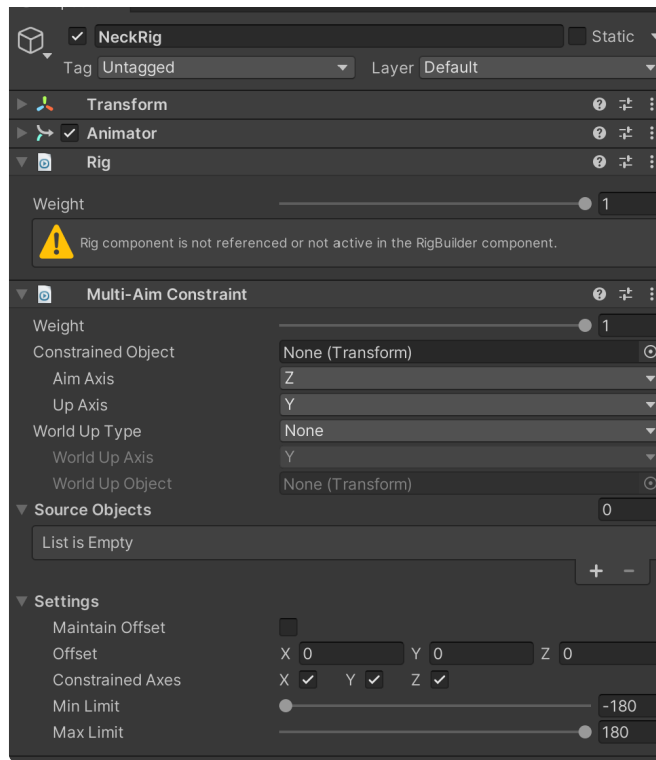 NeckRig Static
Tag Untagged Layer Default
Transform
Animator
Rig
Weight 1
Rig component is not referenced or not active in the RigBuilder component.
Multi-Aim Constraint
Weight 1
Constrained Object None (Transform)
Aim Axis Z
Up Axis Y
World Up Type None
World Up Axis Y
World Up Object None (Transform)
Source Objects 0
List is Empty
Settings
Maintain Offset
Offset X 0 Y 0 Z 0
Constrained Axes X Y Z
Min Limit -180
Max Limit 180